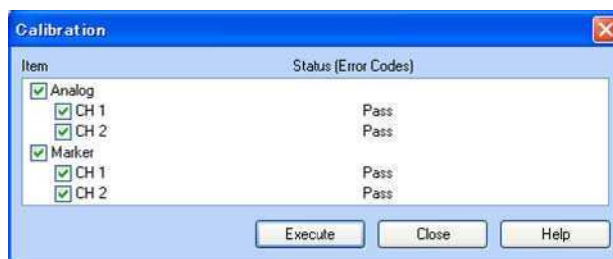 Calibration
Item Status (Error Codes)
Analog
CH 1 Pass
CH 2 Pass
Marker
CH 1 Pass
CH 2 Pass
Execute Close Help